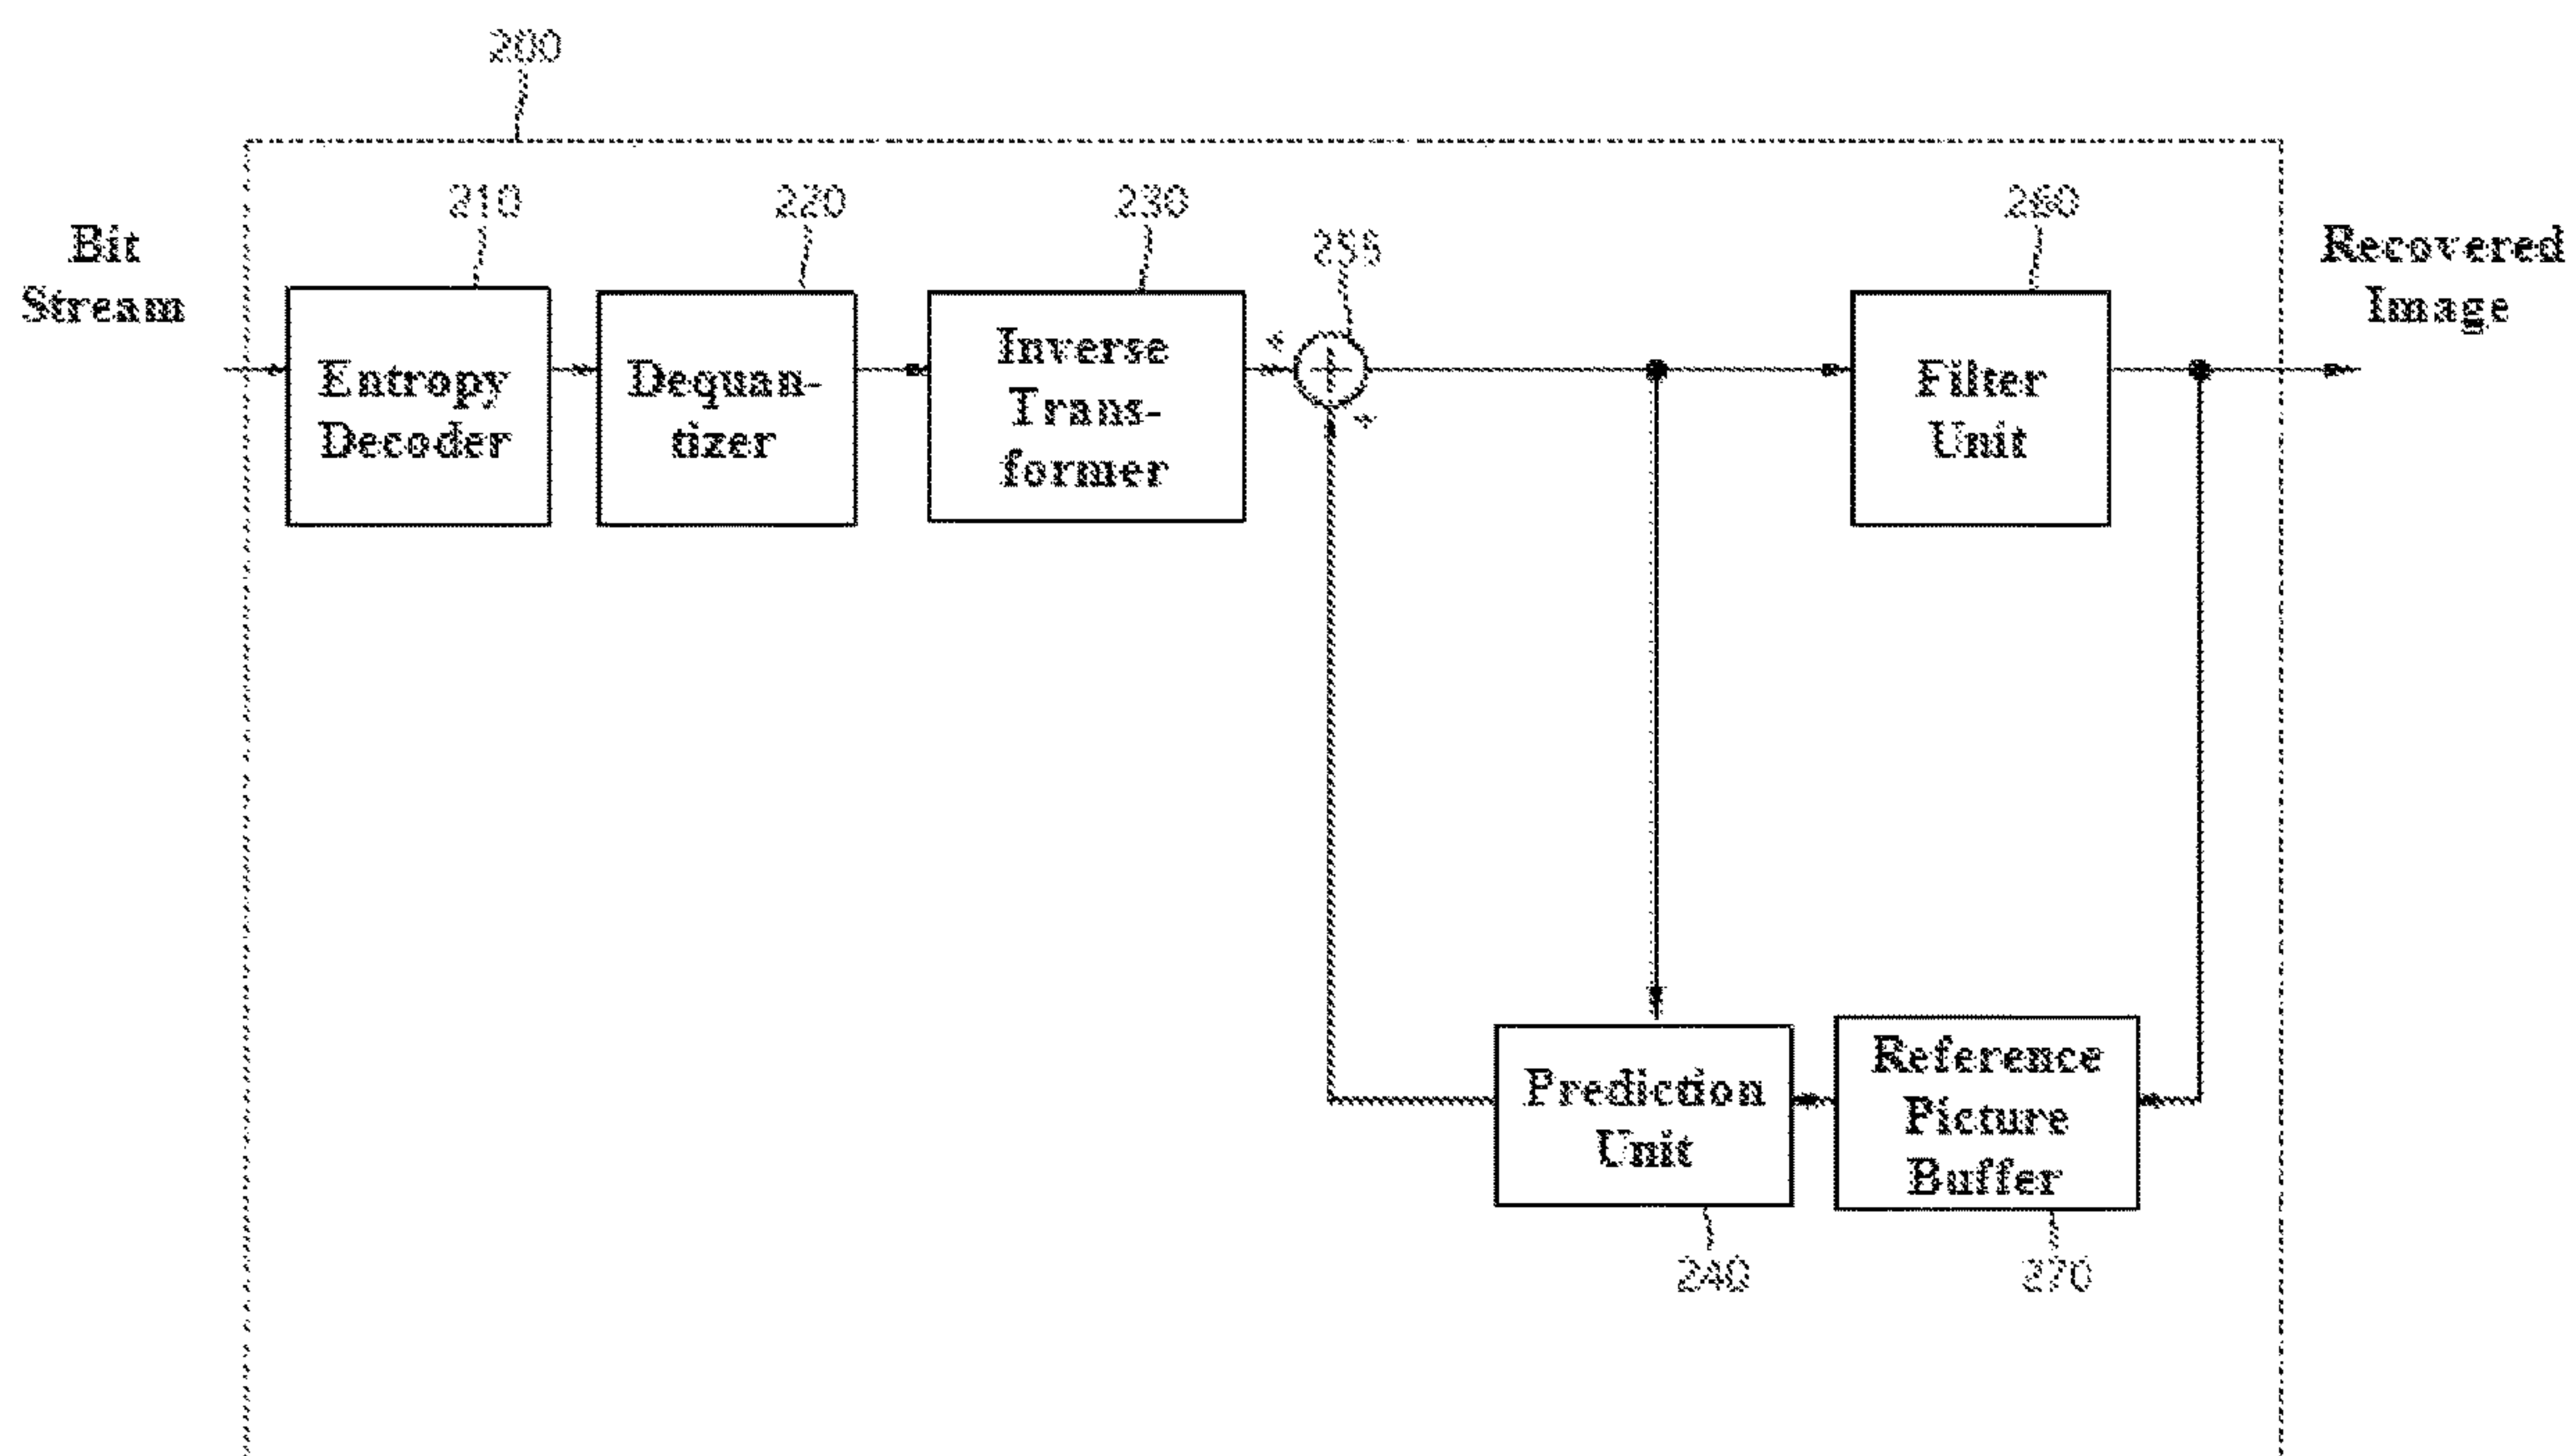 200
210
220
230
255
260
Bit
Stream
Recovered
Image
Entropy
Decoder
Dequan-
tizer
Inverse
Trans-
former
+
+
Filter
Unit
Prediction
Unit
Reference
Picture
Buffer
240
270